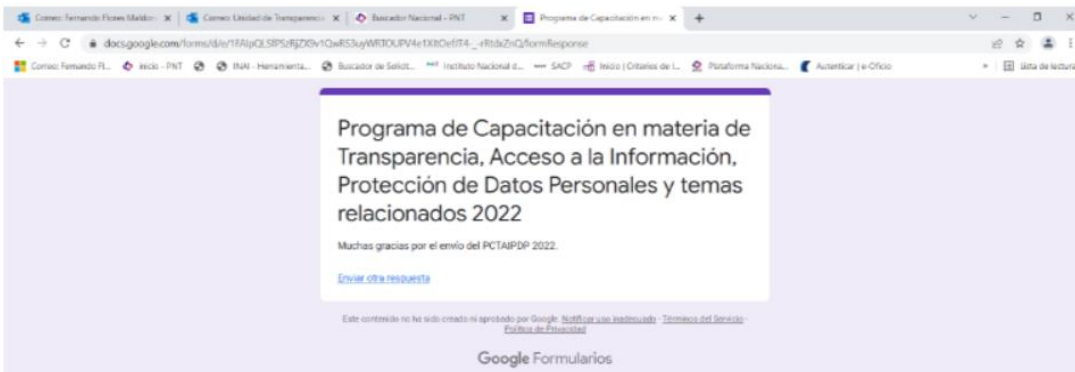 Correo: Fernando Flores Maldon
Correo: Unidad de Transparencia
Buscador Nacional - PNT
Programa de Capacitación en m
docs.google.com/forms/d/e/
/formResponse
Correo: Fernando Fl...
Inicio - PNT
INAI - Herramienta...
Buscador de Solicit...
Instituto Nacional d...
SACP
Inicio | Criterios de I...
Plataforma Naciona...
Autenticar | e-Oficio
»
Lista de lectura
Programa de Capacitación en materia de
Transparencia, Acceso a la Información,
Protección de Datos Personales y temas
relacionados 2022
Muchas gracias por el envío del PCTAIPDP 2022.
Enviar otra respuesta
Este contenido no ha sido creado ni aprobado por Google. Notificar uso inadecuado - Términos del Servicio -
Política de Privacidad
Google Formularios